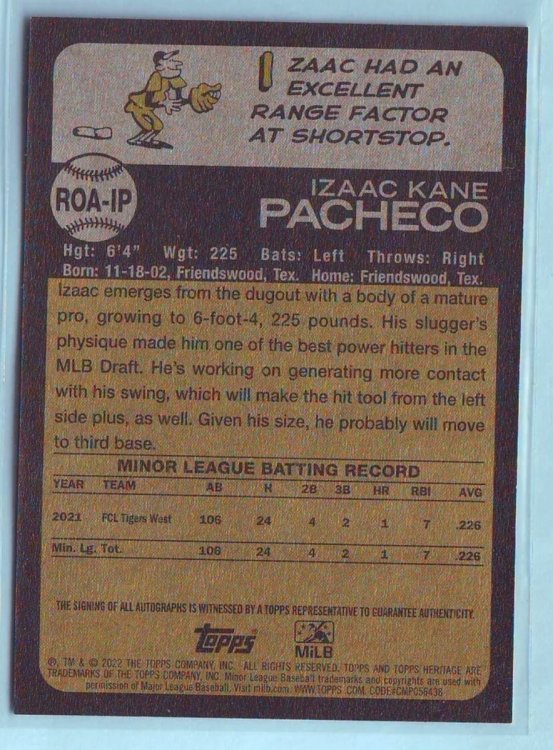 IZAAC HAD AN
EXCELLENT
RANGE FACTOR
AT SHORTSTOP.
ROA-IP
IZAAC KANE
PACHECO
Hgt: 6'4" Wgt: 225 Bats: Left Throws: Right
Born: 11-18-02, Friendswood, Tex. Home: Friendswood, Tex.
Izaac emerges from the dugout with a body of a mature
pro, growing to 6-foot-4, 225 pounds. His slugger's
physique made him one of the best power hitters in the
MLB Draft. He's working on generating more contact
with his swing, which will make the hit tool from the left
side plus, as well. Given his size, he probably will move
to third base.
MINOR LEAGUE BATTING RECORD
YEAR TEAM AB H 2B 3B HR RBI AVG
2021 FCL Tigers West 106 24 4 2 1 7 .226
Min. Lg. Tot. 106 24 4 2 1 7 .226
THE SIGNING OF ALL AUTOGRAPHS IS WITNESSED BY A TOPPS REPRESENTATIVE TO GUARANTEE AUTHENTICITY.
topps MiLB
®, TM & © 2022 THE TOPPS COMPANY, INC. ALL RIGHTS RESERVED. TOPPS AND TOPPS HERITAGE ARE
TRADEMARKS OF THE TOPPS COMPANY, INC. Minor League Baseball trademarks and copyrights are used with
permission of Major League Baseball. Visit milb.com. WWW.TOPPS.COM. CODE#CMP056438